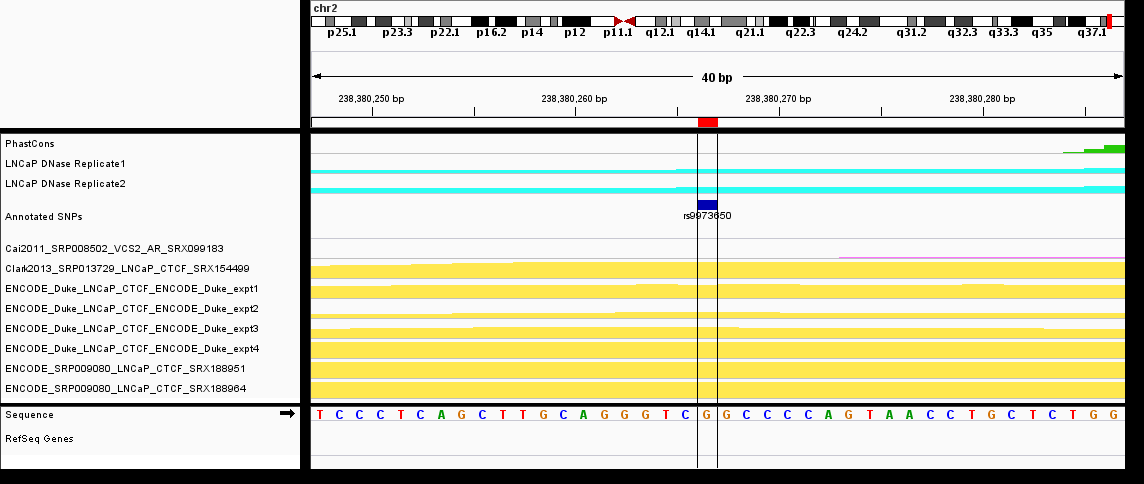 chr2
p25.1 p23.3 p22.1 p16.2 p14 p12 p11.1 q12.1 q14.1 q21.1 q22.3 q24.2 q31.2 q32.3 q33.3 q35 q37.1
40 bp
238,380,250 bp 238,380,260 bp 238,380,270 bp 238,380,280 bp
PhastCons
LNCaP DNase Replicate1
LNCaP DNase Replicate2
Annotated SNPs
rs9973650
Cai2011_SRP008502_VCS2_AR_SRX099183
Clark2013_SRP013729_LNCaP_CTCF_SRX154499
ENCODE_Duke_LNCaP_CTCF_ENCODE_Duke_expt1
ENCODE_Duke_LNCaP_CTCF_ENCODE_Duke_expt2
ENCODE_Duke_LNCaP_CTCF_ENCODE_Duke_expt3
ENCODE_Duke_LNCaP_CTCF_ENCODE_Duke_expt4
ENCODE_SRP009080_LNCaP_CTCF_SRX188951
ENCODE_SRP009080_LNCaP_CTCF_SRX188964
Sequence T C C C T C A G C T T G C A G G G T C G G C C C C A G T A A C C T G C T C T G G
RefSeq Genes